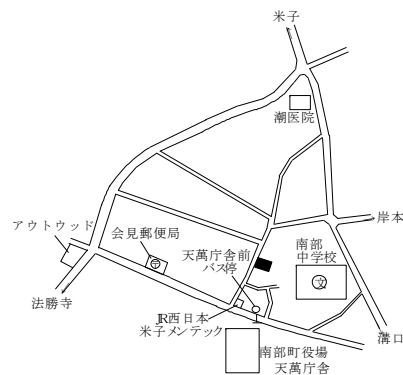 米子
潮医院
岸本
アウトウッド
会見郵便局
〒
天萬庁舎前
バス停
南部
中学校
文
法勝寺
JR西日本
米子メンテック
溝口
南部町役場
天萬庁舎